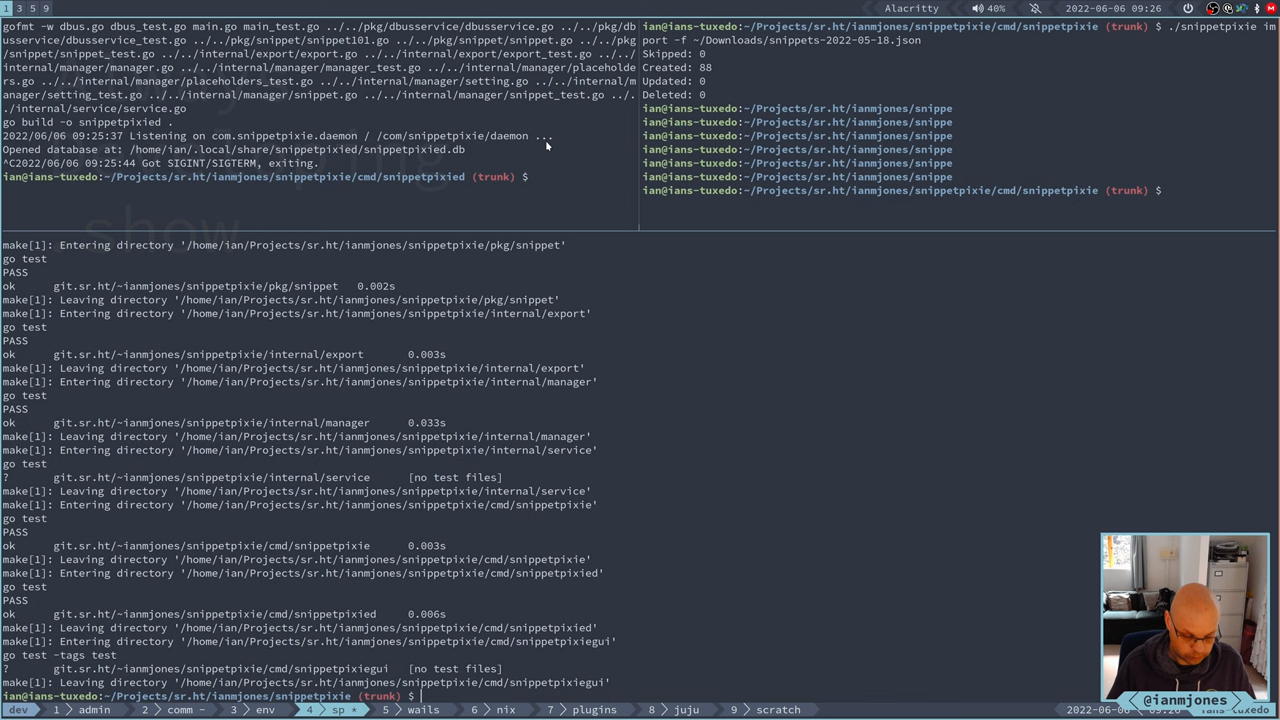 1 3 5 9
Alacritty
40%
2022-06-06 09:26
gofmt -w dbus.go dbus_test.go main.go main_test.go ../../pkg/dbusservice/dbusservice.go ../../pkg/db
usservice/dbusservice_test.go ../../pkg/snippet/snippet101.go ../../pkg/snippet/snippet.go ../../pkg
/snippet/snippet_test.go ../../internal/export/export.go ../../internal/export/export_test.go ../../
internal/manager/manager.go ../../internal/manager/manager_test.go ../../internal/manager/placeholde
rs.go ../../internal/manager/placeholders_test.go ../../internal/manager/setting.go ../../internal/m
anager/setting_test.go ../../internal/manager/snippet.go ../../internal/manager/snippet_test.go ../.
./internal/service/service.go
go build -o snippetpixied .
2022/06/06 09:25:37 Listening on com.snippetpixie.daemon / /com/snippetpixie/daemon ...
Opened database at: /home/ian/.local/share/snippetpixied/snippetpixied.db
^C2022/06/06 09:25:44 Got SIGINT/SIGTERM, exiting.
ian@ians-tuxedo:~/Projects/sr.ht/ianmjones/snippetpixie/cmd/snippetpixied (trunk) $
show
ian@ians-tuxedo:~/Projects/sr.ht/ianmjones/snippetpixie/cmd/snippetpixie (trunk) $ ./snippetpixie im
port -f ~/Downloads/snippets-2022-05-18.json
Skipped: 0
Created: 88
Updated: 0
Deleted: 0
ian@ians-tuxedo:~/Projects/sr.ht/ianmjones/snippe
ian@ians-tuxedo:~/Projects/sr.ht/ianmjones/snippe
ian@ians-tuxedo:~/Projects/sr.ht/ianmjones/snippe
ian@ians-tuxedo:~/Projects/sr.ht/ianmjones/snippe
ian@ians-tuxedo:~/Projects/sr.ht/ianmjones/snippe
ian@ians-tuxedo:~/Projects/sr.ht/ianmjones/snippe
ian@ians-tuxedo:~/Projects/sr.ht/ianmjones/snippetpixie/cmd/snippetpixie (trunk) $
make[1]: Entering directory '/home/ian/Projects/sr.ht/ianmjones/snippetpixie/pkg/snippet'
go test
PASS
ok git.sr.ht/~ianmjones/snippetpixie/pkg/snippet 0.002s
make[1]: Leaving directory '/home/ian/Projects/sr.ht/ianmjones/snippetpixie/pkg/snippet'
make[1]: Entering directory '/home/ian/Projects/sr.ht/ianmjones/snippetpixie/internal/export'
go test
PASS
ok git.sr.ht/~ianmjones/snippetpixie/internal/export 0.003s
make[1]: Leaving directory '/home/ian/Projects/sr.ht/ianmjones/snippetpixie/internal/export'
make[1]: Entering directory '/home/ian/Projects/sr.ht/ianmjones/snippetpixie/internal/manager'
go test
PASS
ok git.sr.ht/~ianmjones/snippetpixie/internal/manager 0.033s
make[1]: Leaving directory '/home/ian/Projects/sr.ht/ianmjones/snippetpixie/internal/manager'
make[1]: Entering directory '/home/ian/Projects/sr.ht/ianmjones/snippetpixie/internal/service'
go test
? git.sr.ht/~ianmjones/snippetpixie/internal/service [no test files]
make[1]: Leaving directory '/home/ian/Projects/sr.ht/ianmjones/snippetpixie/internal/service'
make[1]: Entering directory '/home/ian/Projects/sr.ht/ianmjones/snippetpixie/cmd/snippetpixie'
go test
PASS
ok git.sr.ht/~ianmjones/snippetpixie/cmd/snippetpixie 0.003s
make[1]: Leaving directory '/home/ian/Projects/sr.ht/ianmjones/snippetpixie/cmd/snippetpixie'
make[1]: Entering directory '/home/ian/Projects/sr.ht/ianmjones/snippetpixie/cmd/snippetpixied'
go test
PASS
ok git.sr.ht/~ianmjones/snippetpixie/cmd/snippetpixied 0.006s
make[1]: Leaving directory '/home/ian/Projects/sr.ht/ianmjones/snippetpixie/cmd/snippetpixied'
make[1]: Entering directory '/home/ian/Projects/sr.ht/ianmjones/snippetpixie/cmd/snippetpixiegui'
go test -tags test
? git.sr.ht/~ianmjones/snippetpixie/cmd/snippetpixiegui [no test files]
make[1]: Leaving directory '/home/ian/Projects/sr.ht/ianmjones/snippetpixie/cmd/snippetpixiegui'
ian@ians-tuxedo:~/Projects/sr.ht/ianmjones/snippetpixie (trunk) $
@ianmjones
dev 1 admin 2 comm - 3 env 4 sp * 5 wails 6 nix 7 plugins 8 juju 9 scratch 2022-06-06